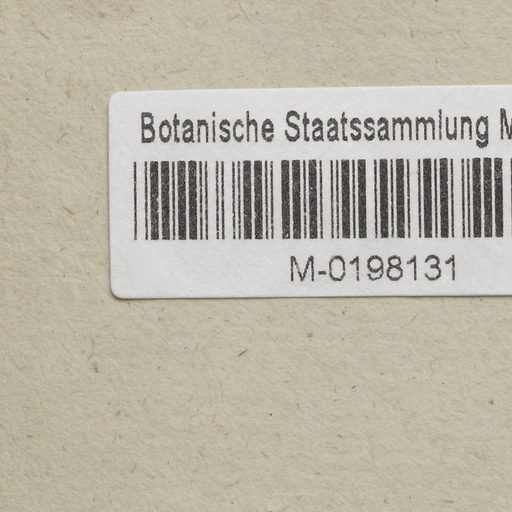 Botanische Staatssammlung M
M-0198131